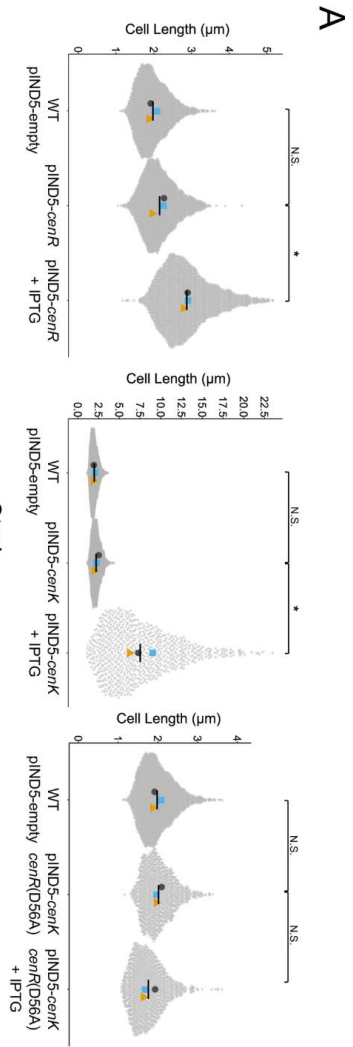 A
Cell Length (µm)
5
4
3
2
1
0
N.S.
*
WT
pIND5-empty
pIND5-cenR
pIND5-cenR
+ IPTG
Cell Length (µm)
22.5
20.0
17.5
15.0
12.5
10.0
7.5
5.0
2.5
0.0
N.S.
*
WT
pIND5-empty
pIND5-cenK
pIND5-cenK
+ IPTG
Cell Length (µm)
4
3
2
1
0
N.S.
N.S.
WT
pIND5-empty
pIND5-cenK
cenR(D56A)
pIND5-cenK
cenR(D56A)
+ IPTG